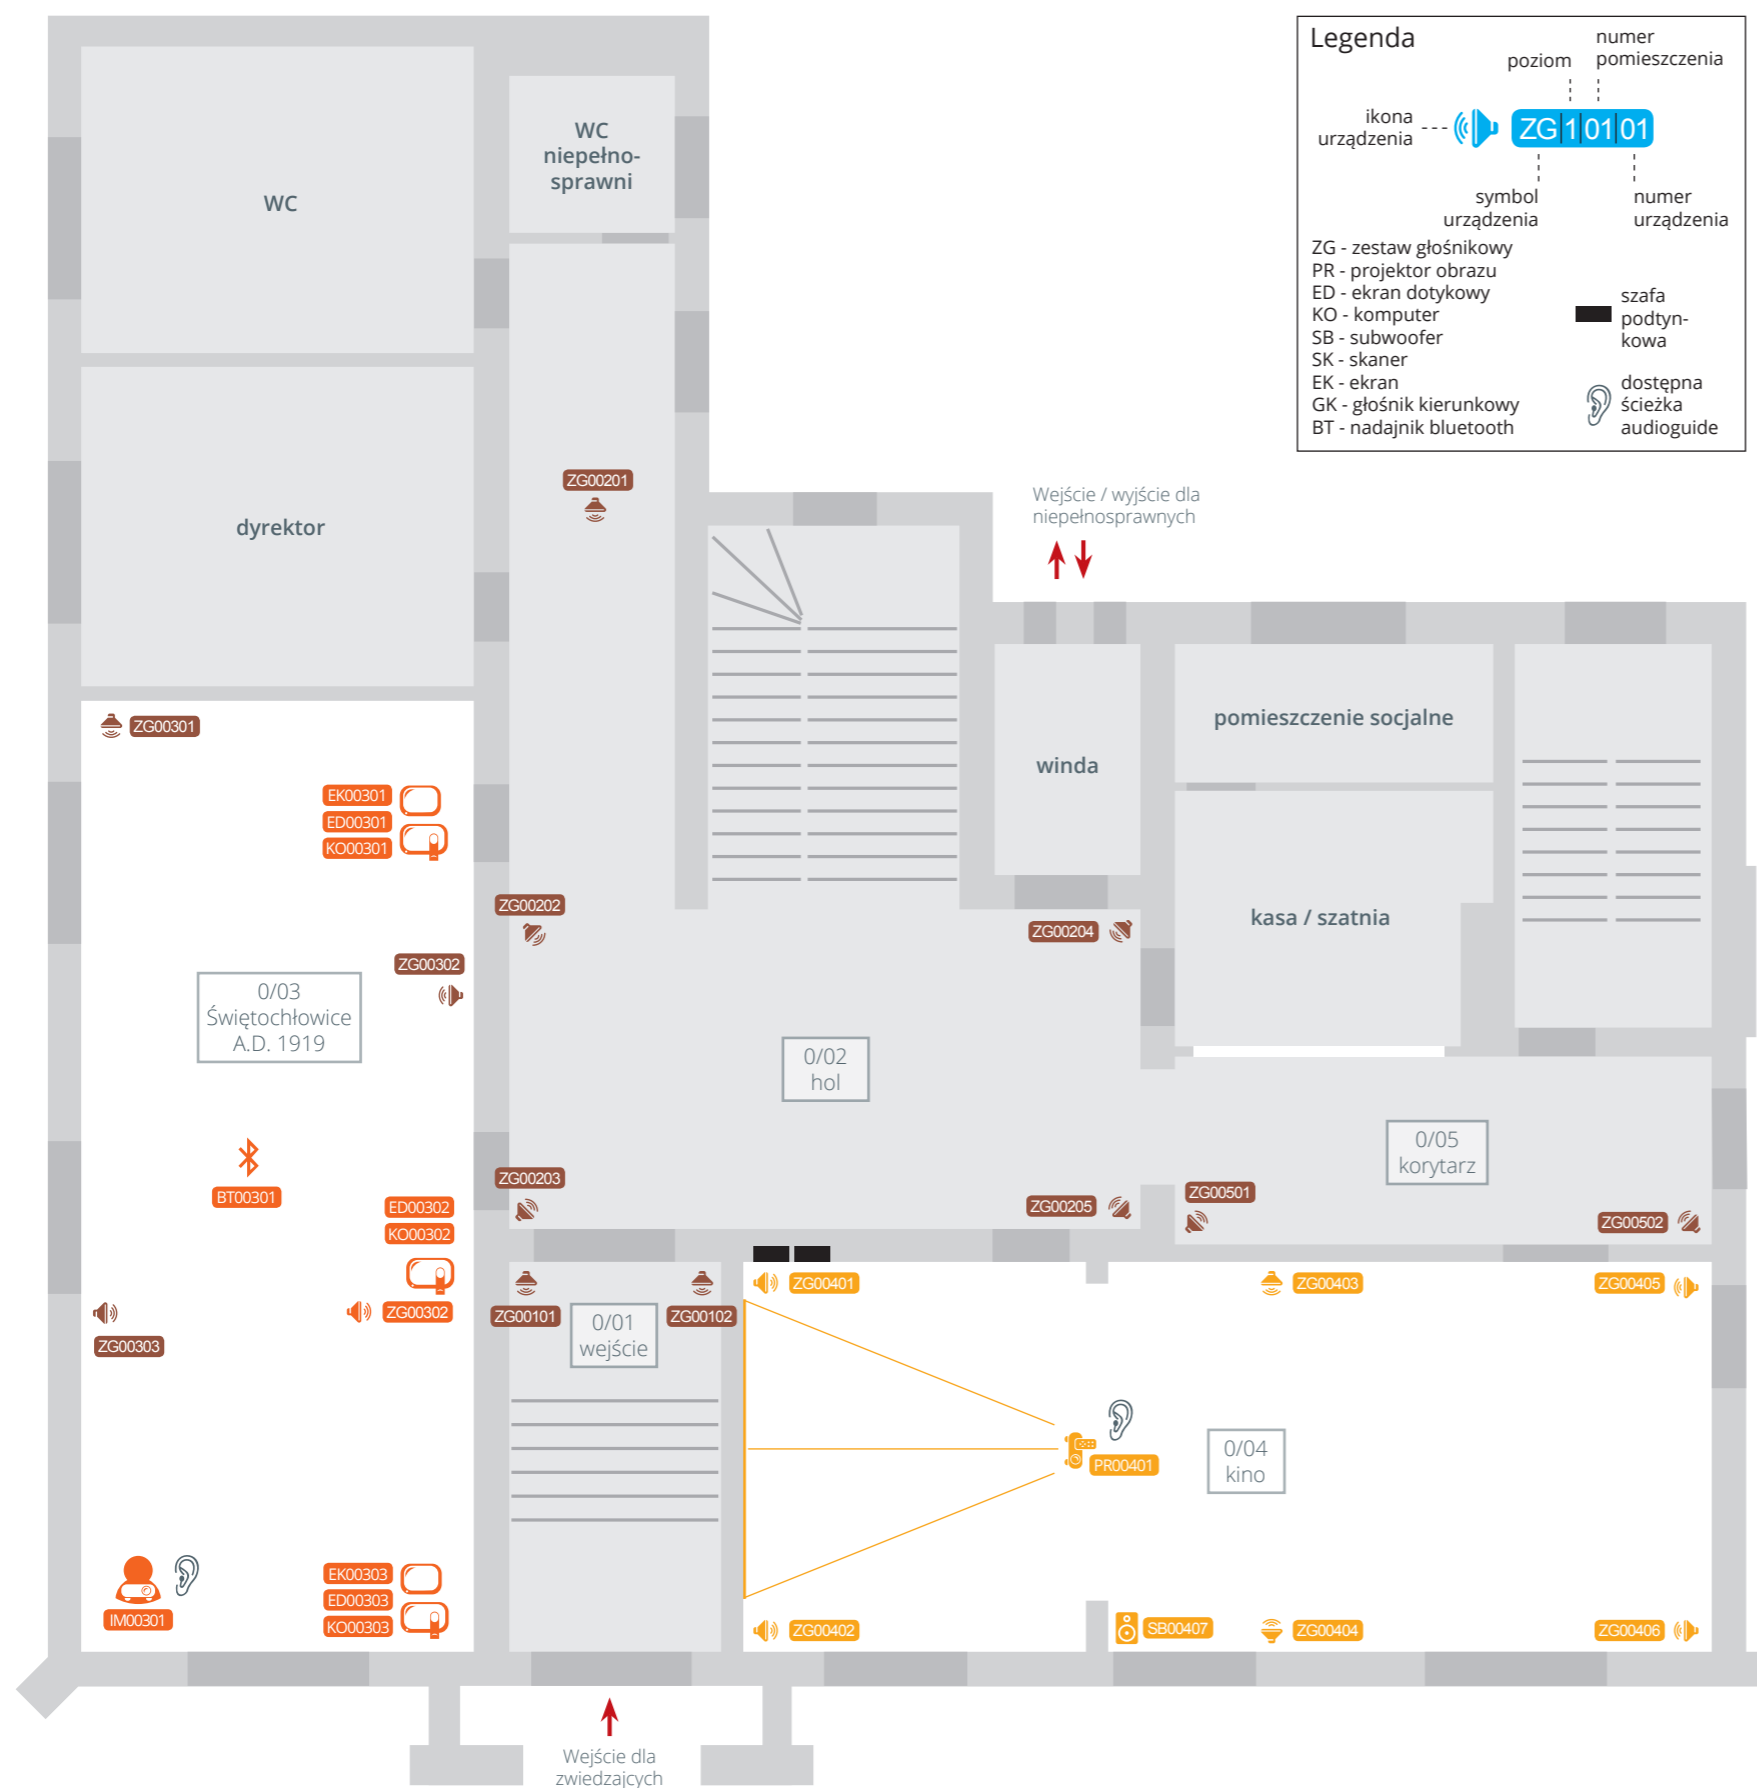 Legenda
numer
pomieszczenia
poziom
ikona
urządzenia
ZG 1 01 01
symbol
urządzenia
numer
urządzenia
ZG - zestaw głośnikowy
PR - projektor obrazu
ED - ekran dotykowy
KO - komputer
SB - subwoofer
SK - skaner
EK - ekran
GK - głośnik kierunkowy
BT - nadajnik bluetooth
szafa
podtyn-
kowa
dostępna
ścieżka
audioguide
WC
WC
niepełno-
sprawni
dyrektor
ZG00201
Wejście / wyjście dla
niepełnosprawnych
pomieszczenie socjalne
winda
kasa / szatnia
ZG00301
EK00301
ED00301
KO00301
ZG00202
ZG00204
ZG00302
0/03
Świętochłowice
A.D. 1919
0/02
hol
0/05
korytarz
BT00301
ED00302
KO00302
ZG00203
ZG00205
ZG00501
ZG00502
ZG00302
ZG00303
ZG00101
0/01
wejście
ZG00102
ZG00401
ZG00403
ZG00405
PR00401
0/04
kino
IM00301
EK00303
ED00303
KO00303
ZG00402
SB00407
ZG00404
ZG00406
Wejście dla
zwiedzajcych